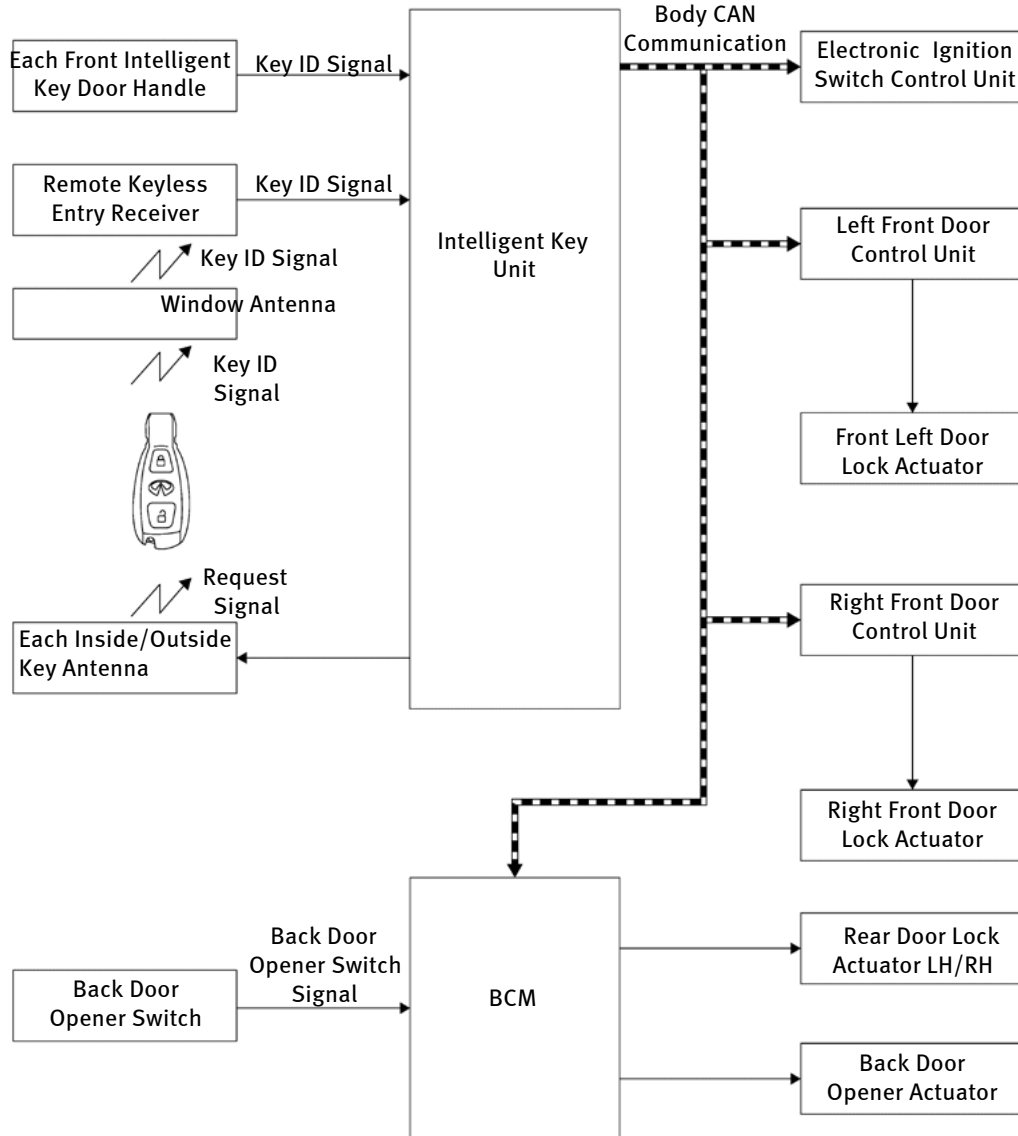 Body CAN
Communication
Each Front Intelligent
Key Door Handle
Key ID Signal
Electronic Ignition
Switch Control Unit
Remote Keyless
Entry Receiver
Key ID Signal
Intelligent Key
Unit
Left Front Door
Control Unit
Key ID Signal
Window Antenna
Key ID
Signal
Front Left Door
Lock Actuator
Request
Signal
Each Inside/Outside
Key Antenna
Right Front Door
Control Unit
Right Front Door
Lock Actuator
Back Door
Opener Switch
Signal
Back Door
Opener Switch
BCM
Rear Door Lock
Actuator LH/RH
Back Door
Opener Actuator